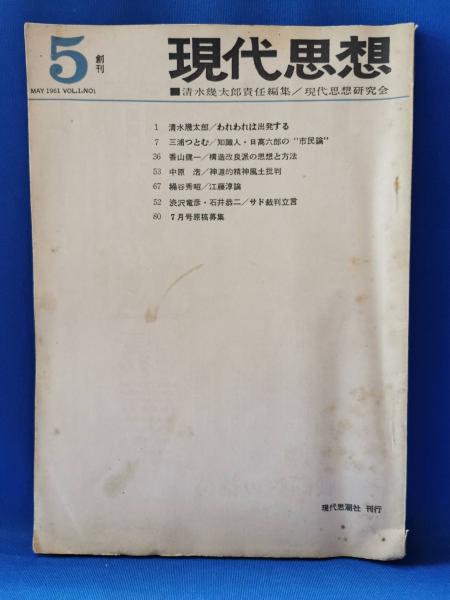 5 創刊 現代思想
MAY 1961 VOL.1.NO1
■清水幾太郎責任編集／現代思想研究会
1 清水幾太郎／われわれは出発する
7 三浦つとむ／知識人・日高六郎の“市民論”
36 香山健一／構造改良派の思想と方法
53 中原 浩／神道的精神風土批判
67 桶谷秀昭／江藤淳論
52 渋沢竜彦・石井恭二／サド裁判立言
80 7月号原稿募集
現代思潮社 刊行